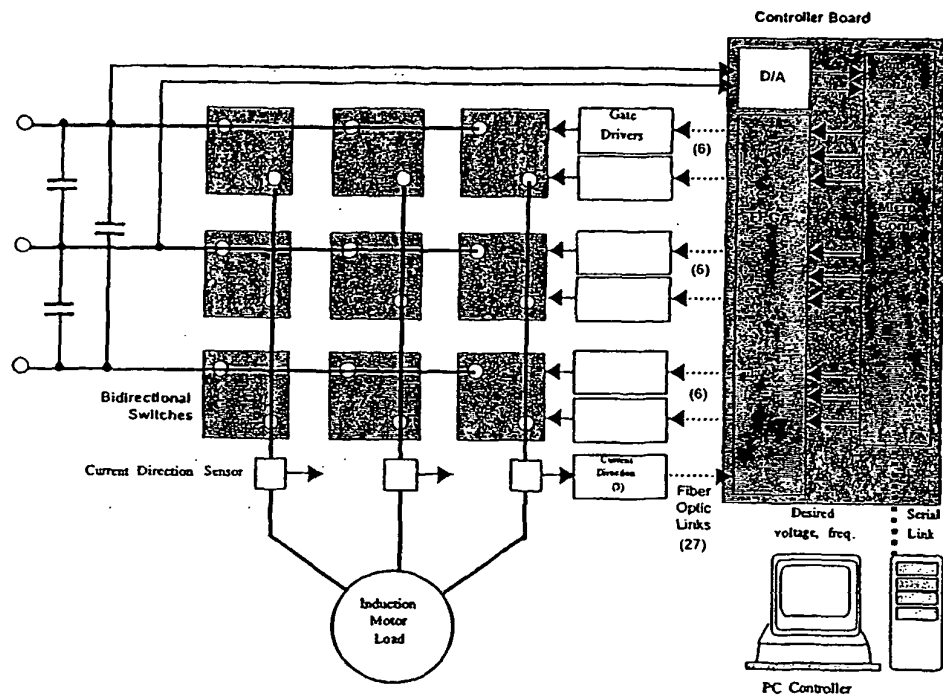 Controller Board
D/A
Gate
Drivers
(6)
(6)
Bidirectional
Switches
(6)
Current Direction Sensor
Current
Direction
(3)
Fiber
Optic
Links
(27)
Desired
voltage, freq.
Serial
Link
Induction
Motor
Load
PC Controller